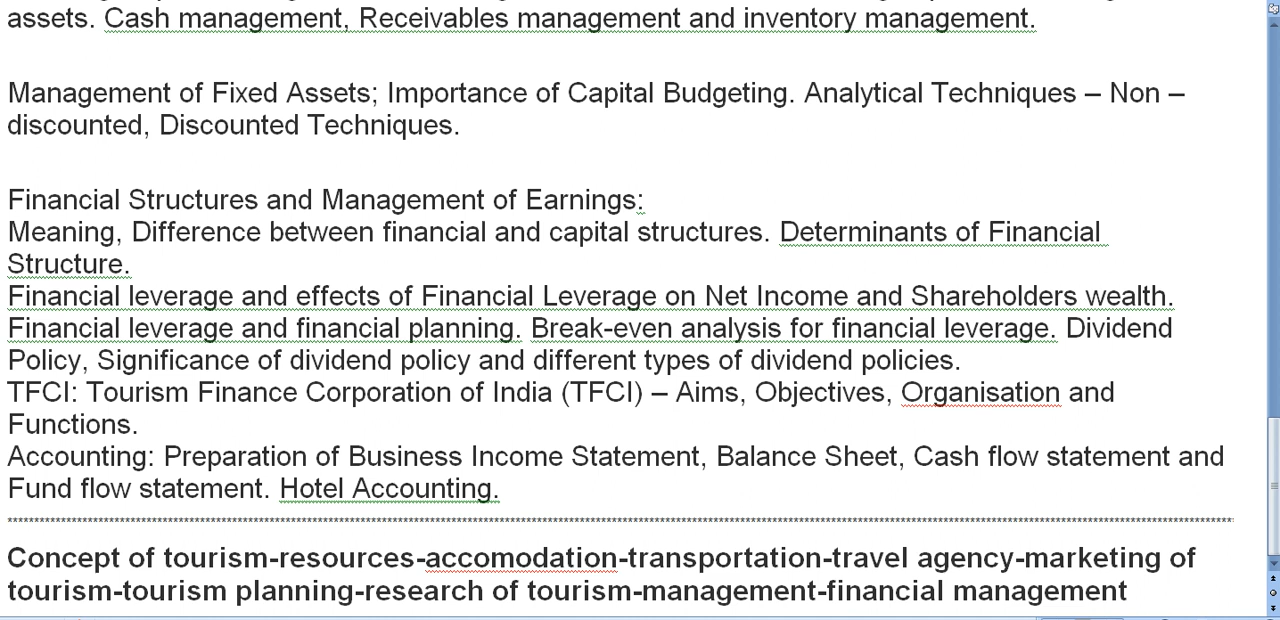 assets. Cash management, Receivables management and inventory management.
Management of Fixed Assets; Importance of Capital Budgeting. Analytical Techniques – Non –
discounted, Discounted Techniques.
Financial Structures and Management of Earnings:
Meaning, Difference between financial and capital structures. Determinants of Financial
Structure.
Financial leverage and effects of Financial Leverage on Net Income and Shareholders wealth.
Financial leverage and financial planning. Break-even analysis for financial leverage. Dividend
Policy, Significance of dividend policy and different types of dividend policies.
TFCI: Tourism Finance Corporation of India (TFCI) – Aims, Objectives, Organisation and
Functions.
Accounting: Preparation of Business Income Statement, Balance Sheet, Cash flow statement and
Fund flow statement. Hotel Accounting.
Concept of tourism-resources-accomodation-transportation-travel agency-marketing of
tourism-tourism planning-research of tourism-management-financial management